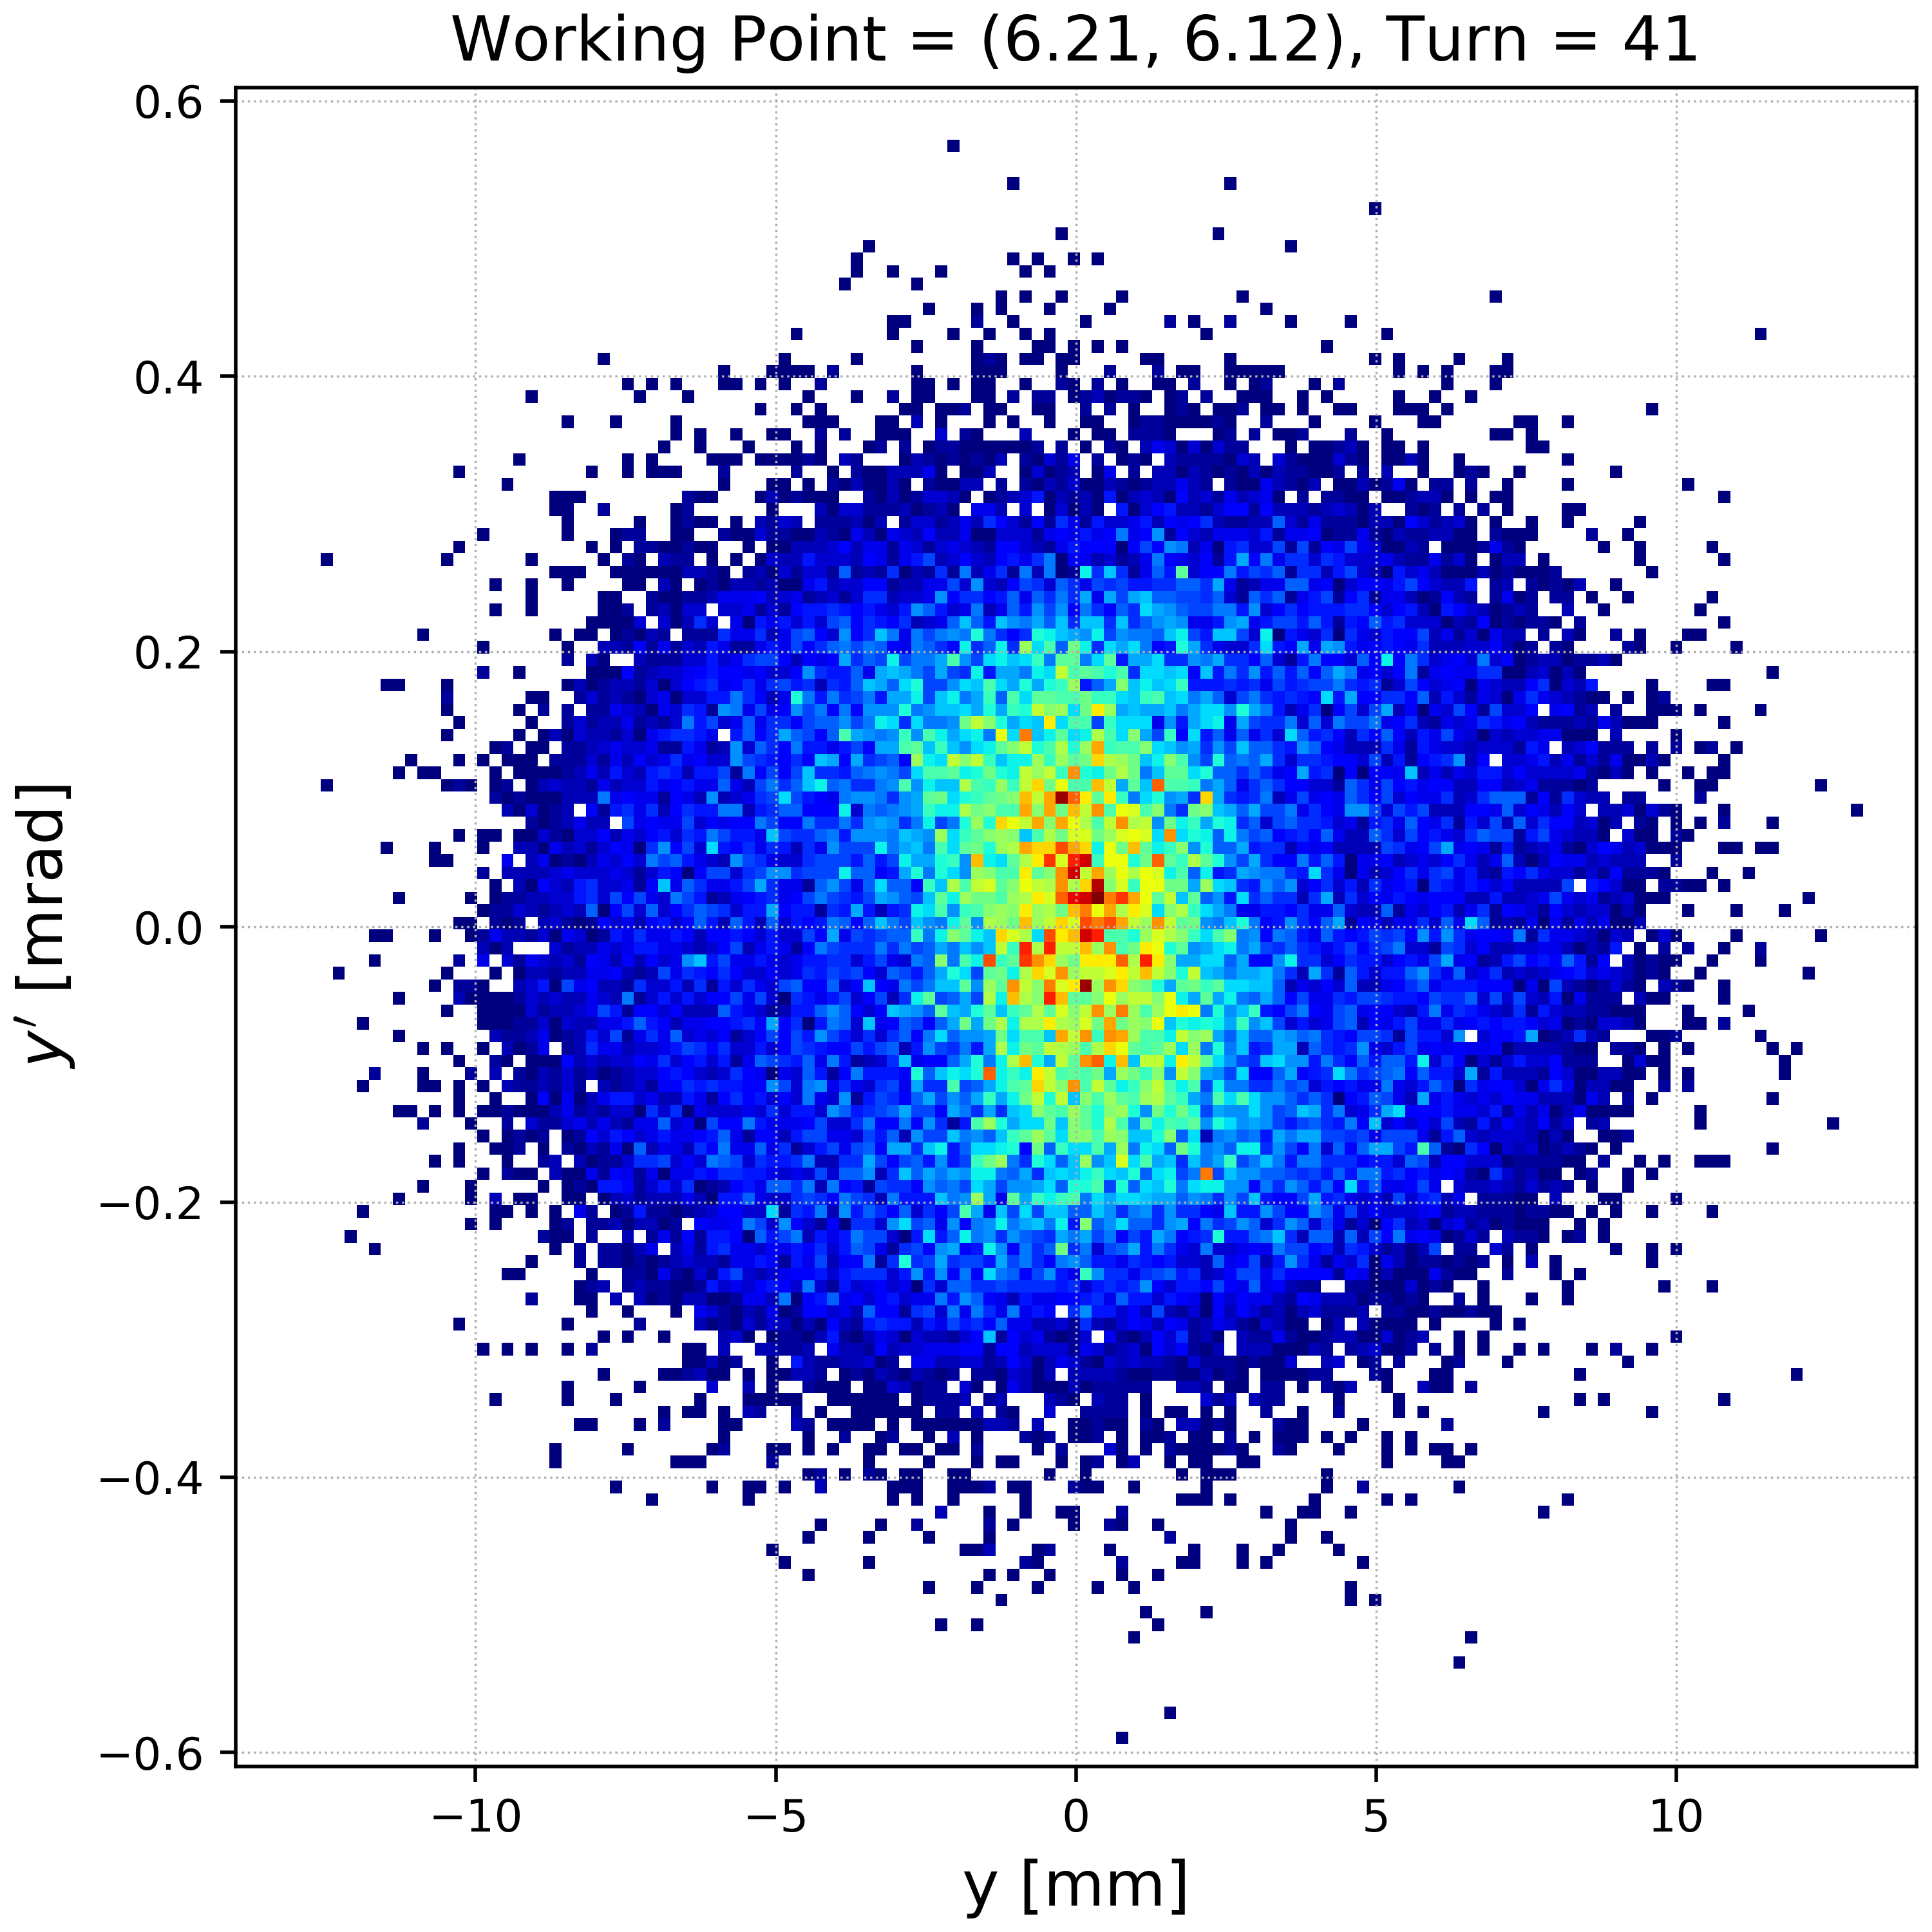 Working Point = (6.21, 6.12), Turn = 41
0.6
0.4
0.2
0.0
−0.2
−0.4
−0.6
y′ [mrad]
−10 −5 0 5 10
y [mm]